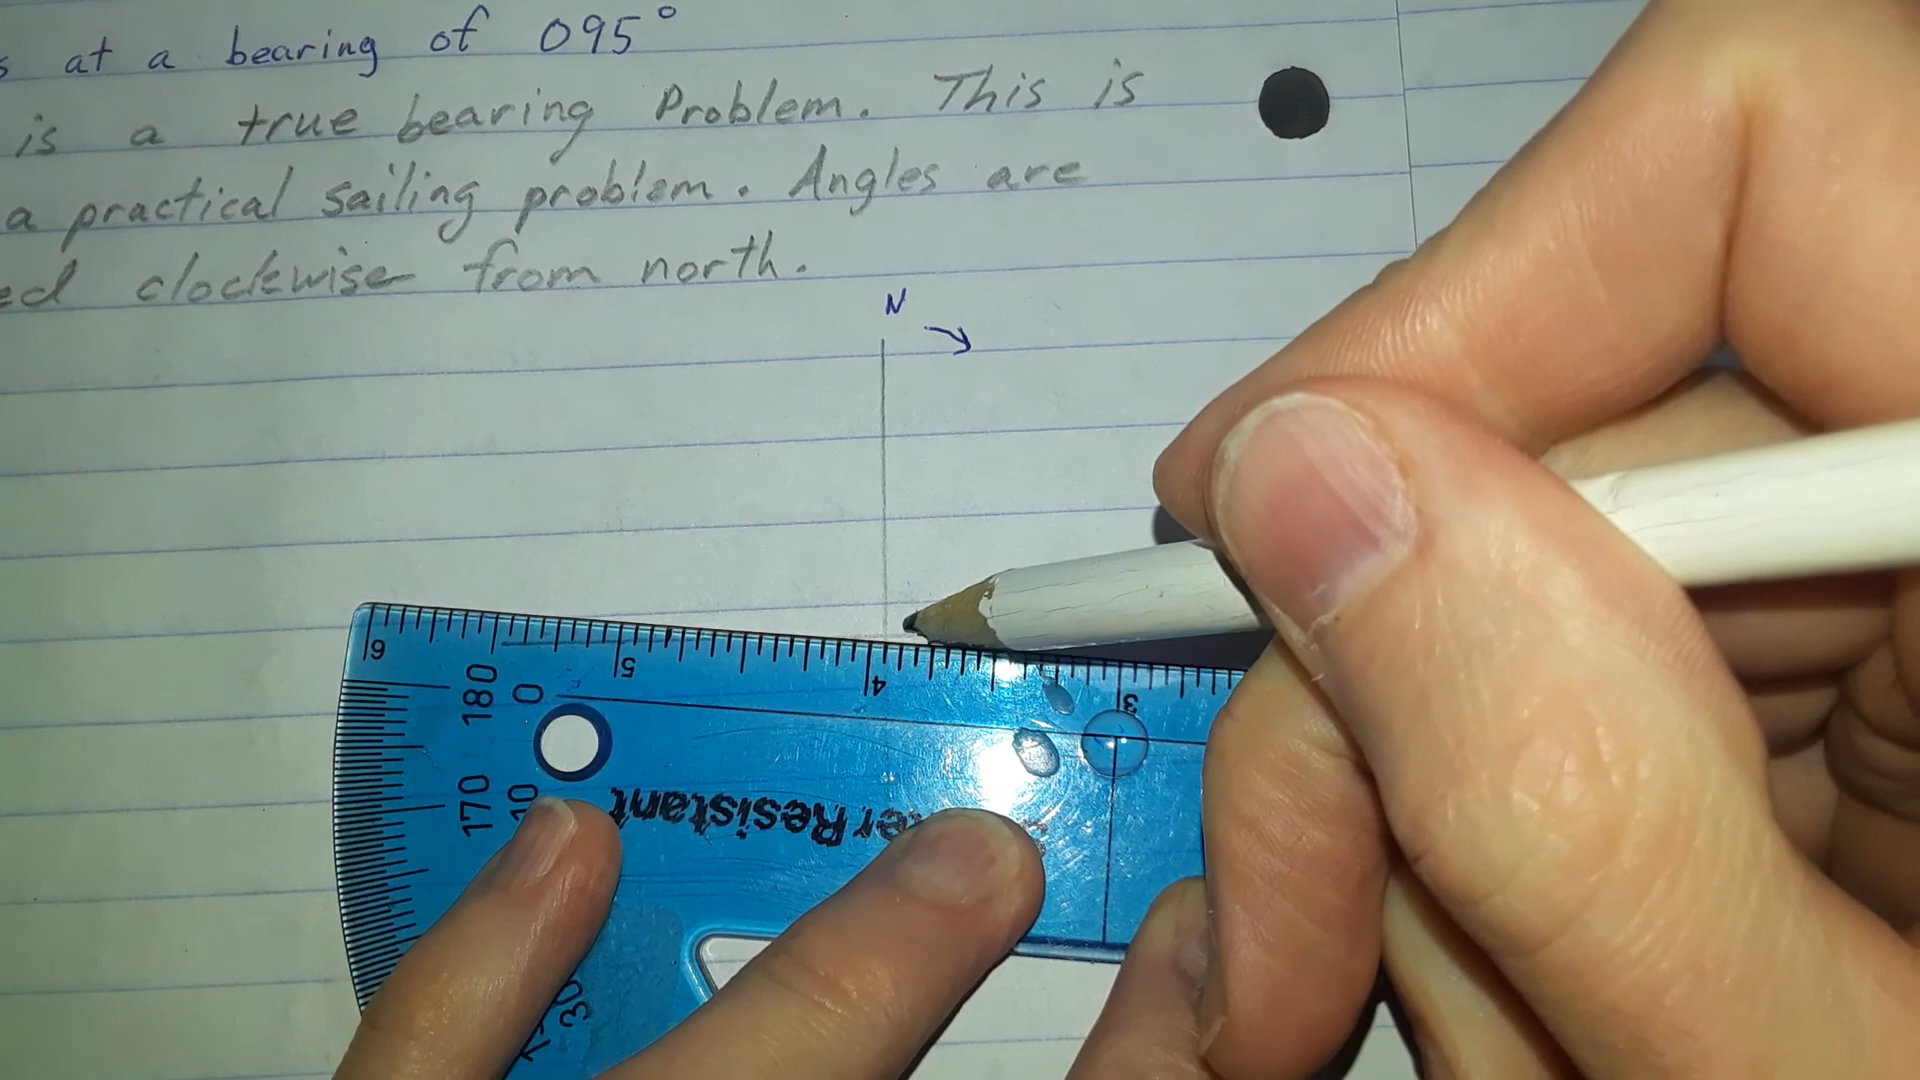 at a bearing of 095°
is a true bearing Problem. This is
a practical sailing problem. Angles are
clockwise from north.
N
6 5 4 3
180 0
170 10
Resistant